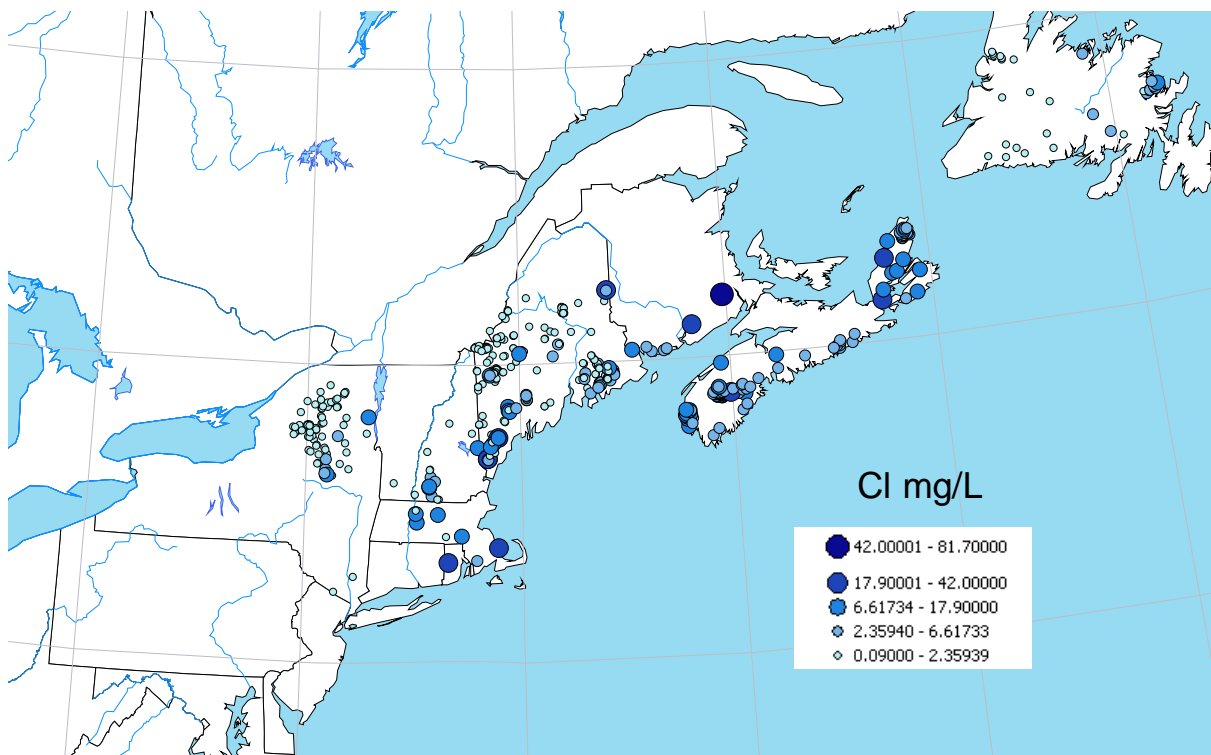 Cl mg/L
42.00001 - 81.70000
17.90001 - 42.00000
6.61734 - 17.90000
2.35940 - 6.61733
0.09000 - 2.35939